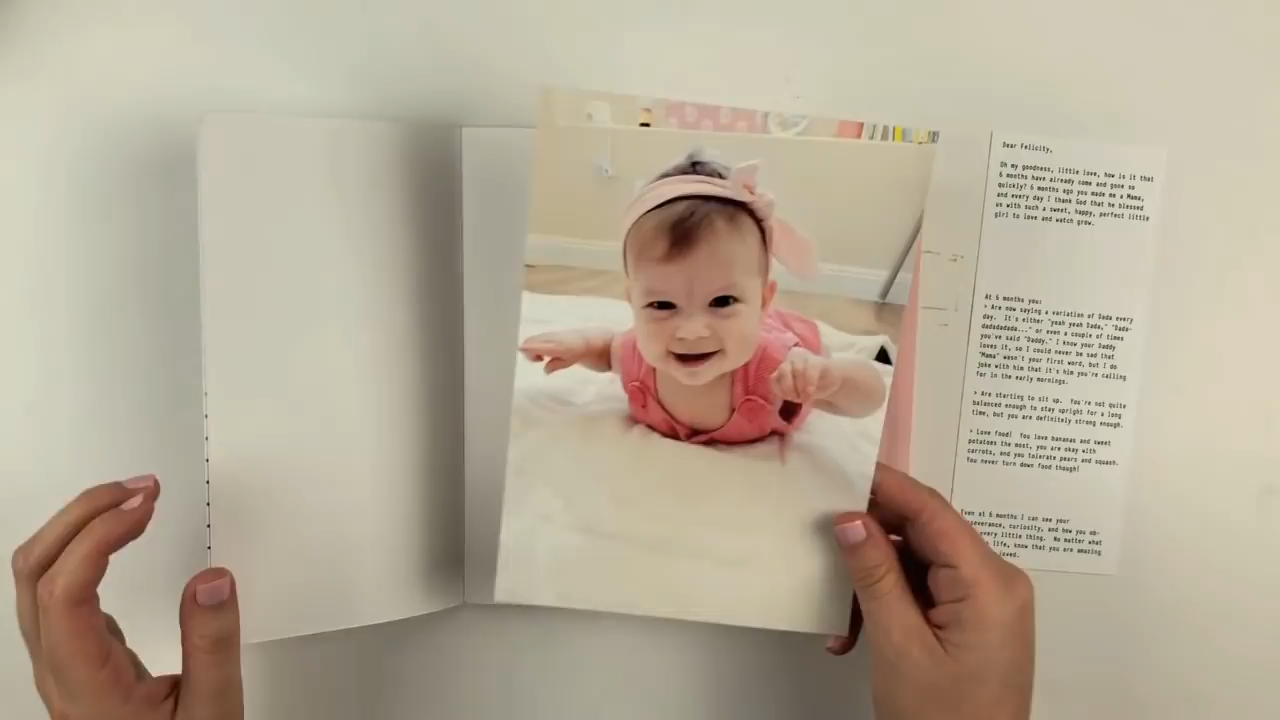 Dear Felicity,
Oh my goodness, little love, how is it that
6 months have already come and gone so
quickly? 6 months ago you made me a Mama,
and every day I thank God that he blessed
us with such a sweet, happy, perfect little
girl to love and watch grow.
At 6 months you:
> Are now saying a variation of Dada every
day. It's either "yeah yeah Dada," "Dada-
dadadadada..." or even a couple of times
you've said "Daddy." I know your Daddy
loves it, so I could never be sad that
"Mama" wasn't your first word, but I do
joke with him that it's him you're calling
for in the early mornings.
> Are starting to sit up. You're not quite
balanced enough to stay upright for a long
time, but you are definitely strong enough.
> Love food! You love bananas and sweet
potatoes the most, you are okay with
carrots, and you tolerate pears and squash.
You never turn down food though!
Even at 6 months I can see your
severance, curiosity, and how you ob-
every little thing. No matter what
life, know that you are amazing
loved.